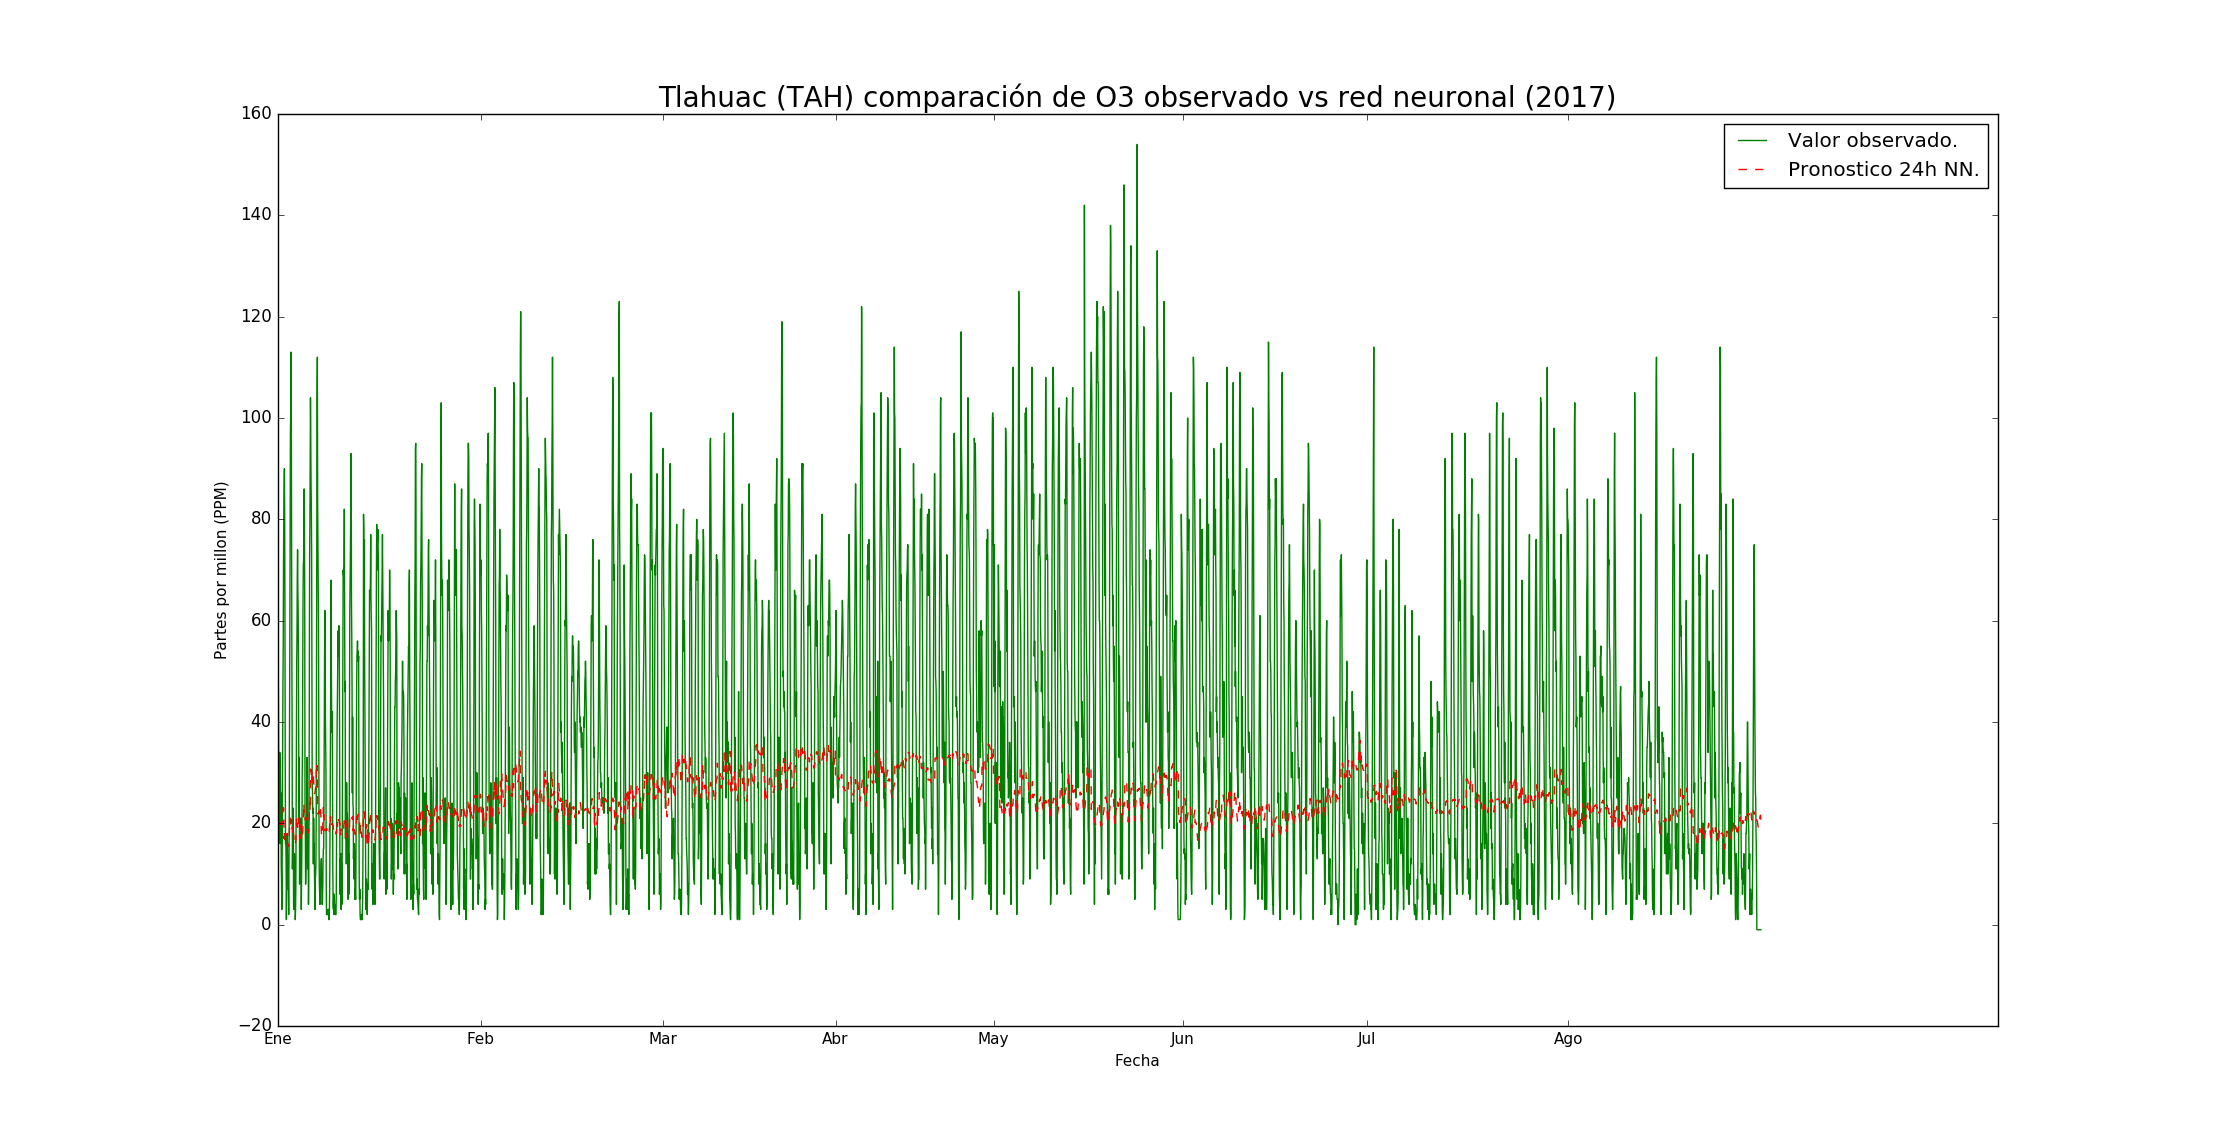 Tlahuac (TAH) comparación de O3 observado vs red neuronal (2017)
Valor observado.
Pronostico 24h NN.
Partes por millon (PPM)
160
140
120
100
80
60
40
20
0
−20
Ene Feb Mar Abr May Jun Jul Ago
Fecha